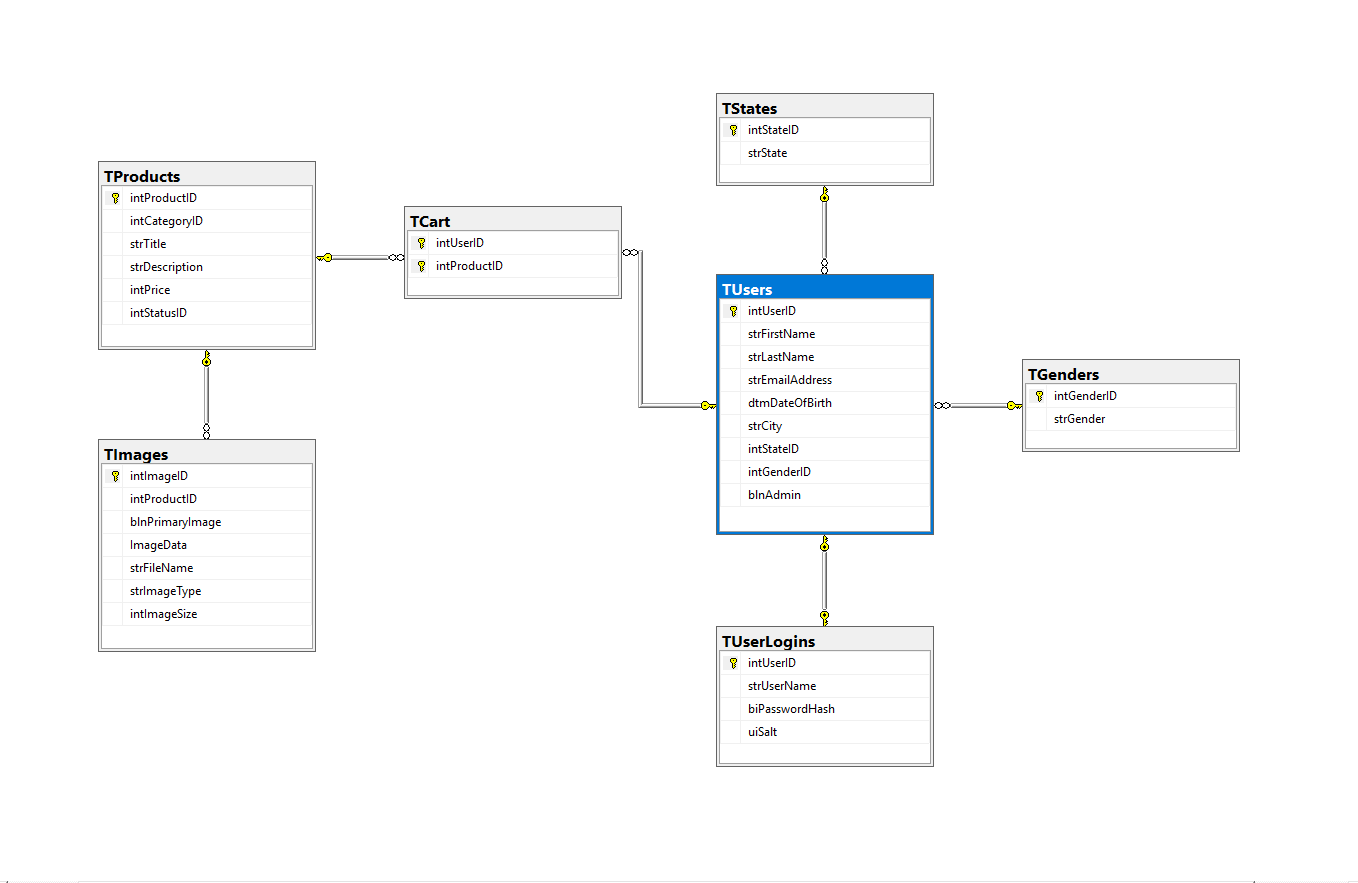 TStates
intStateID
strState
TProducts
intProductID
intCategoryID
strTitle
strDescription
intPrice
intStatusID
TCart
intUserID
intProductID
TUsers
intUserID
strFirstName
strLastName
strEmailAddress
dtmDateOfBirth
strCity
intStateID
intGenderID
blnAdmin
TGenders
intGenderID
strGender
TImages
intImageID
intProductID
blnPrimaryImage
ImageData
strFileName
strImageType
intImageSize
TUserLogins
intUserID
strUserName
biPasswordHash
uiSalt